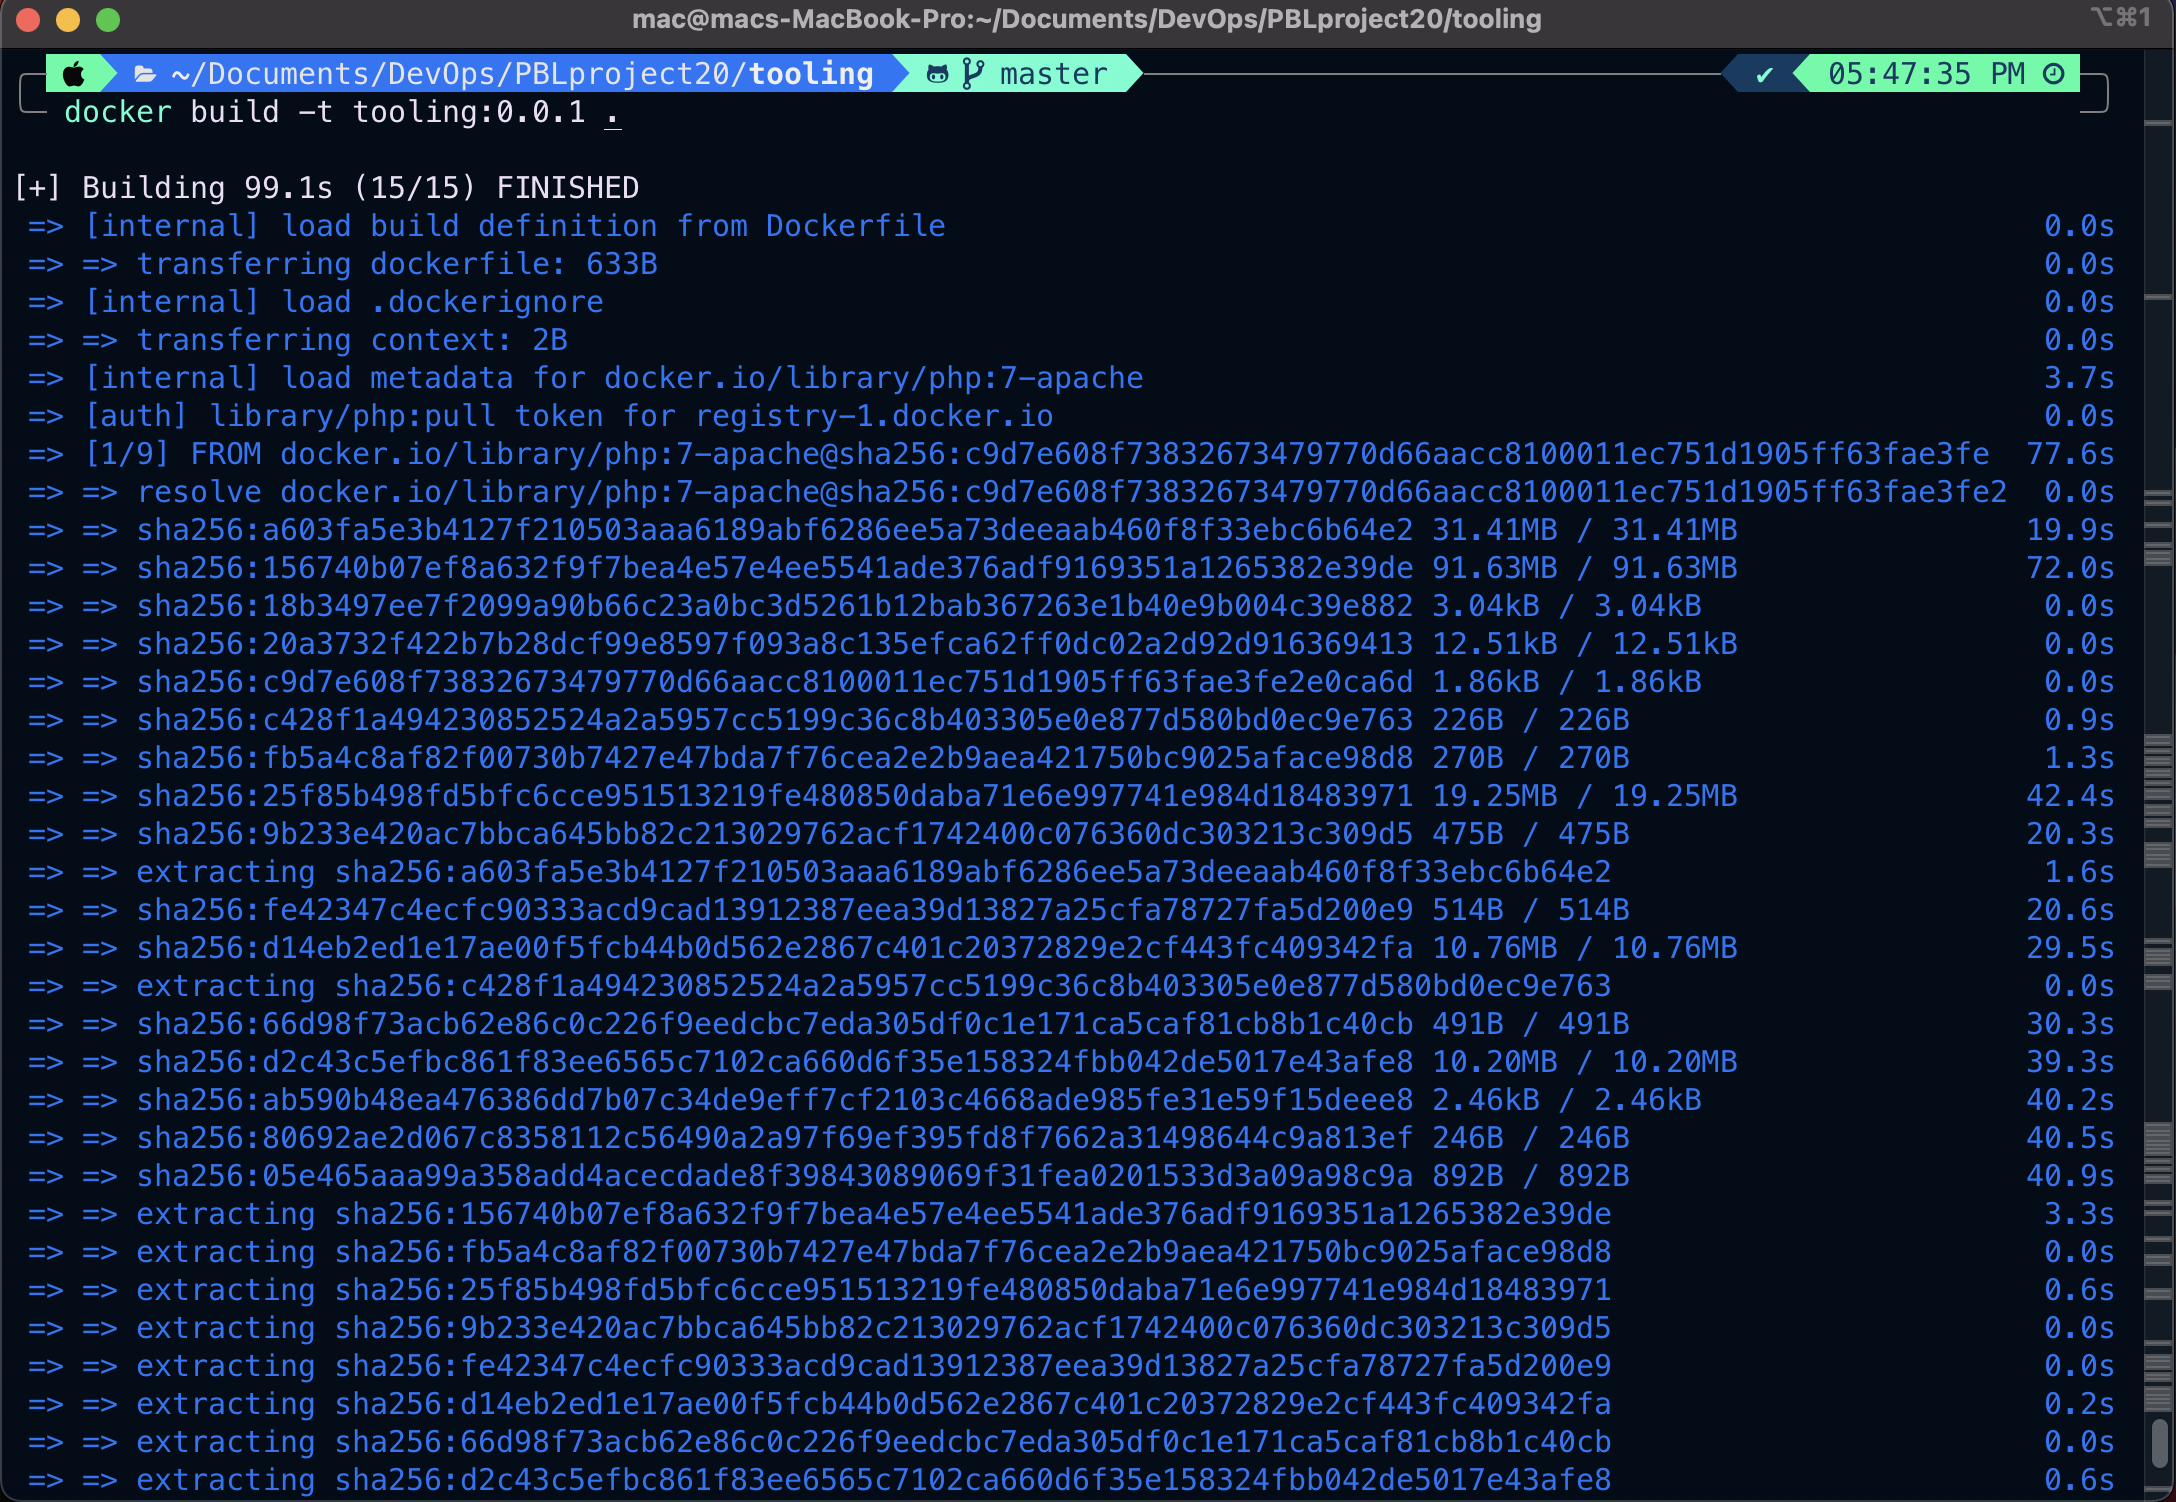 mac@macs-MacBook-Pro:~/Documents/DevOps/PBLproject20/tooling ⌥⌘1
~/Documents/DevOps/PBLproject20/tooling master ✔ 05:47:35 PM
docker build -t tooling:0.0.1 .
[+] Building 99.1s (15/15) FINISHED
=> [internal] load build definition from Dockerfile 0.0s
=> => transferring dockerfile: 633B 0.0s
=> [internal] load .dockerignore 0.0s
=> => transferring context: 2B 0.0s
=> [internal] load metadata for docker.io/library/php:7-apache 3.7s
=> [auth] library/php:pull token for registry-1.docker.io 0.0s
=> [1/9] FROM docker.io/library/php:7-apache@sha256:c9d7e608f73832673479770d66aacc8100011ec751d1905ff63fae3fe 77.6s
=> => resolve docker.io/library/php:7-apache@sha256:c9d7e608f73832673479770d66aacc8100011ec751d1905ff63fae3fe2 0.0s
=> => sha256:a603fa5e3b4127f210503aaa6189abf6286ee5a73deeaab460f8f33ebc6b64e2 31.41MB / 31.41MB 19.9s
=> => sha256:156740b07ef8a632f9f7bea4e57e4ee5541ade376adf9169351a1265382e39de 91.63MB / 91.63MB 72.0s
=> => sha256:18b3497ee7f2099a90b66c23a0bc3d5261b12bab367263e1b40e9b004c39e882 3.04kB / 3.04kB 0.0s
=> => sha256:20a3732f422b7b28dcf99e8597f093a8c135efca62ff0dc02a2d92d916369413 12.51kB / 12.51kB 0.0s
=> => sha256:c9d7e608f73832673479770d66aacc8100011ec751d1905ff63fae3fe2e0ca6d 1.86kB / 1.86kB 0.0s
=> => sha256:c428f1a494230852524a2a5957cc5199c36c8b403305e0e877d580bd0ec9e763 226B / 226B 0.9s
=> => sha256:fb5a4c8af82f00730b7427e47bda7f76cea2e2b9aea421750bc9025aface98d8 270B / 270B 1.3s
=> => sha256:25f85b498fd5bfc6cce951513219fe480850daba71e6e997741e984d18483971 19.25MB / 19.25MB 42.4s
=> => sha256:9b233e420ac7bbca645bb82c213029762acf1742400c076360dc303213c309d5 475B / 475B 20.3s
=> => extracting sha256:a603fa5e3b4127f210503aaa6189abf6286ee5a73deeaab460f8f33ebc6b64e2 1.6s
=> => sha256:fe42347c4ecfc90333acd9cad13912387eea39d13827a25cfa78727fa5d200e9 514B / 514B 20.6s
=> => sha256:d14eb2ed1e17ae00f5fcb44b0d562e2867c401c20372829e2cf443fc409342fa 10.76MB / 10.76MB 29.5s
=> => extracting sha256:c428f1a494230852524a2a5957cc5199c36c8b403305e0e877d580bd0ec9e763 0.0s
=> => sha256:66d98f73acb62e86c0c226f9eedcbc7eda305df0c1e171ca5caf81cb8b1c40cb 491B / 491B 30.3s
=> => sha256:d2c43c5efbc861f83ee6565c7102ca660d6f35e158324fbb042de5017e43afe8 10.20MB / 10.20MB 39.3s
=> => sha256:ab590b48ea476386dd7b07c34de9eff7cf2103c4668ade985fe31e59f15deee8 2.46kB / 2.46kB 40.2s
=> => sha256:80692ae2d067c8358112c56490a2a97f69ef395fd8f7662a31498644c9a813ef 246B / 246B 40.5s
=> => sha256:05e465aaa99a358add4acecdade8f39843089069f31fea0201533d3a09a98c9a 892B / 892B 40.9s
=> => extracting sha256:156740b07ef8a632f9f7bea4e57e4ee5541ade376adf9169351a1265382e39de 3.3s
=> => extracting sha256:fb5a4c8af82f00730b7427e47bda7f76cea2e2b9aea421750bc9025aface98d8 0.0s
=> => extracting sha256:25f85b498fd5bfc6cce951513219fe480850daba71e6e997741e984d18483971 0.6s
=> => extracting sha256:9b233e420ac7bbca645bb82c213029762acf1742400c076360dc303213c309d5 0.0s
=> => extracting sha256:fe42347c4ecfc90333acd9cad13912387eea39d13827a25cfa78727fa5d200e9 0.0s
=> => extracting sha256:d14eb2ed1e17ae00f5fcb44b0d562e2867c401c20372829e2cf443fc409342fa 0.2s
=> => extracting sha256:66d98f73acb62e86c0c226f9eedcbc7eda305df0c1e171ca5caf81cb8b1c40cb 0.0s
=> => extracting sha256:d2c43c5efbc861f83ee6565c7102ca660d6f35e158324fbb042de5017e43afe8 0.6s